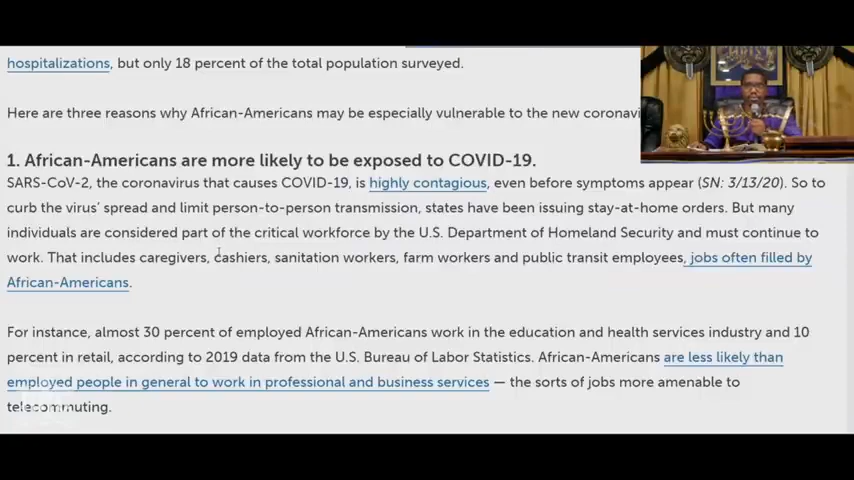 hospitalizations, but only 18 percent of the total population surveyed.
Here are three reasons why African-Americans may be especially vulnerable to the new coronavi
1. African-Americans are more likely to be exposed to COVID-19.
SARS-CoV-2, the coronavirus that causes COVID-19, is highly contagious, even before symptoms appear (SN: 3/13/20). So to
curb the virus’ spread and limit person-to-person transmission, states have been issuing stay-at-home orders. But many
individuals are considered part of the critical workforce by the U.S. Department of Homeland Security and must continue to
work. That includes caregivers, cashiers, sanitation workers, farm workers and public transit employees, jobs often filled by
African-Americans.
For instance, almost 30 percent of employed African-Americans work in the education and health services industry and 10
percent in retail, according to 2019 data from the U.S. Bureau of Labor Statistics. African-Americans are less likely than
employed people in general to work in professional and business services — the sorts of jobs more amenable to
telecommuting.